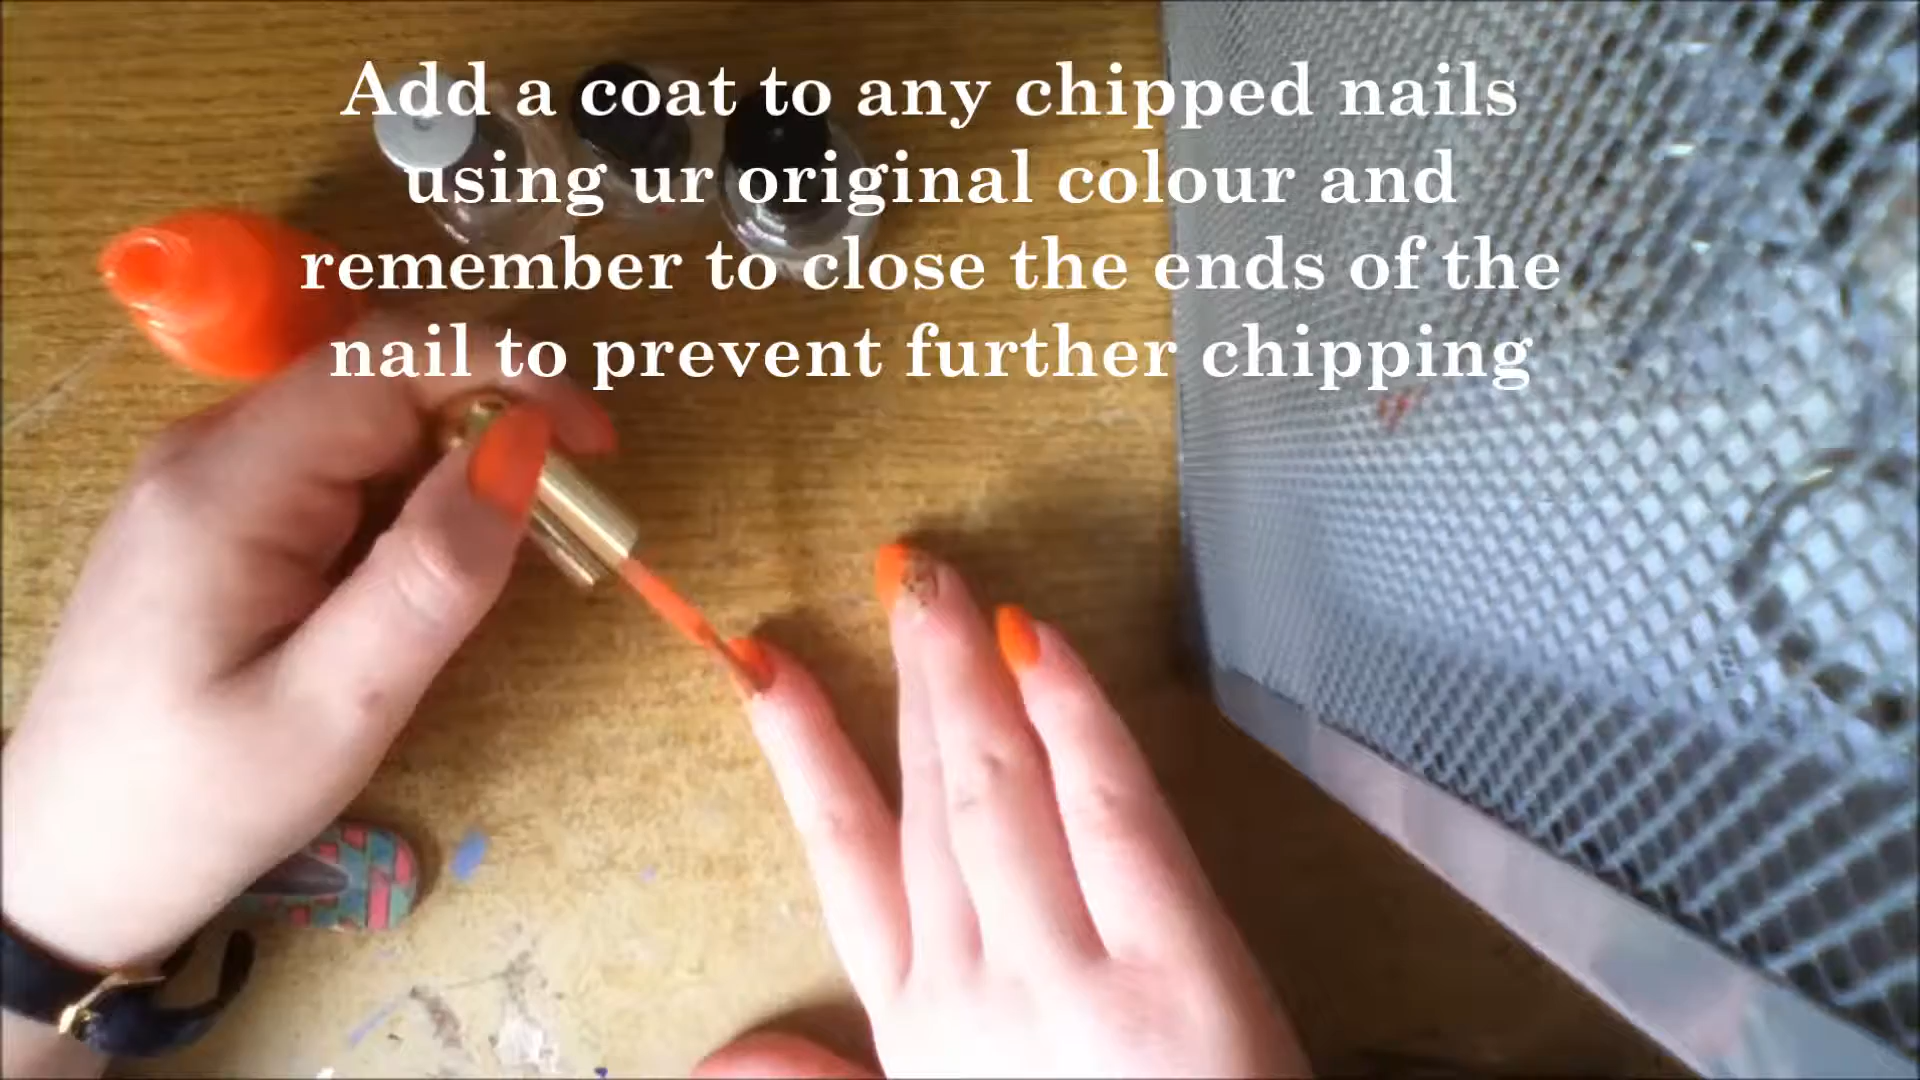 Add a coat to any chipped nails
using ur original colour and
remember to close the ends of the
nail to prevent further chipping